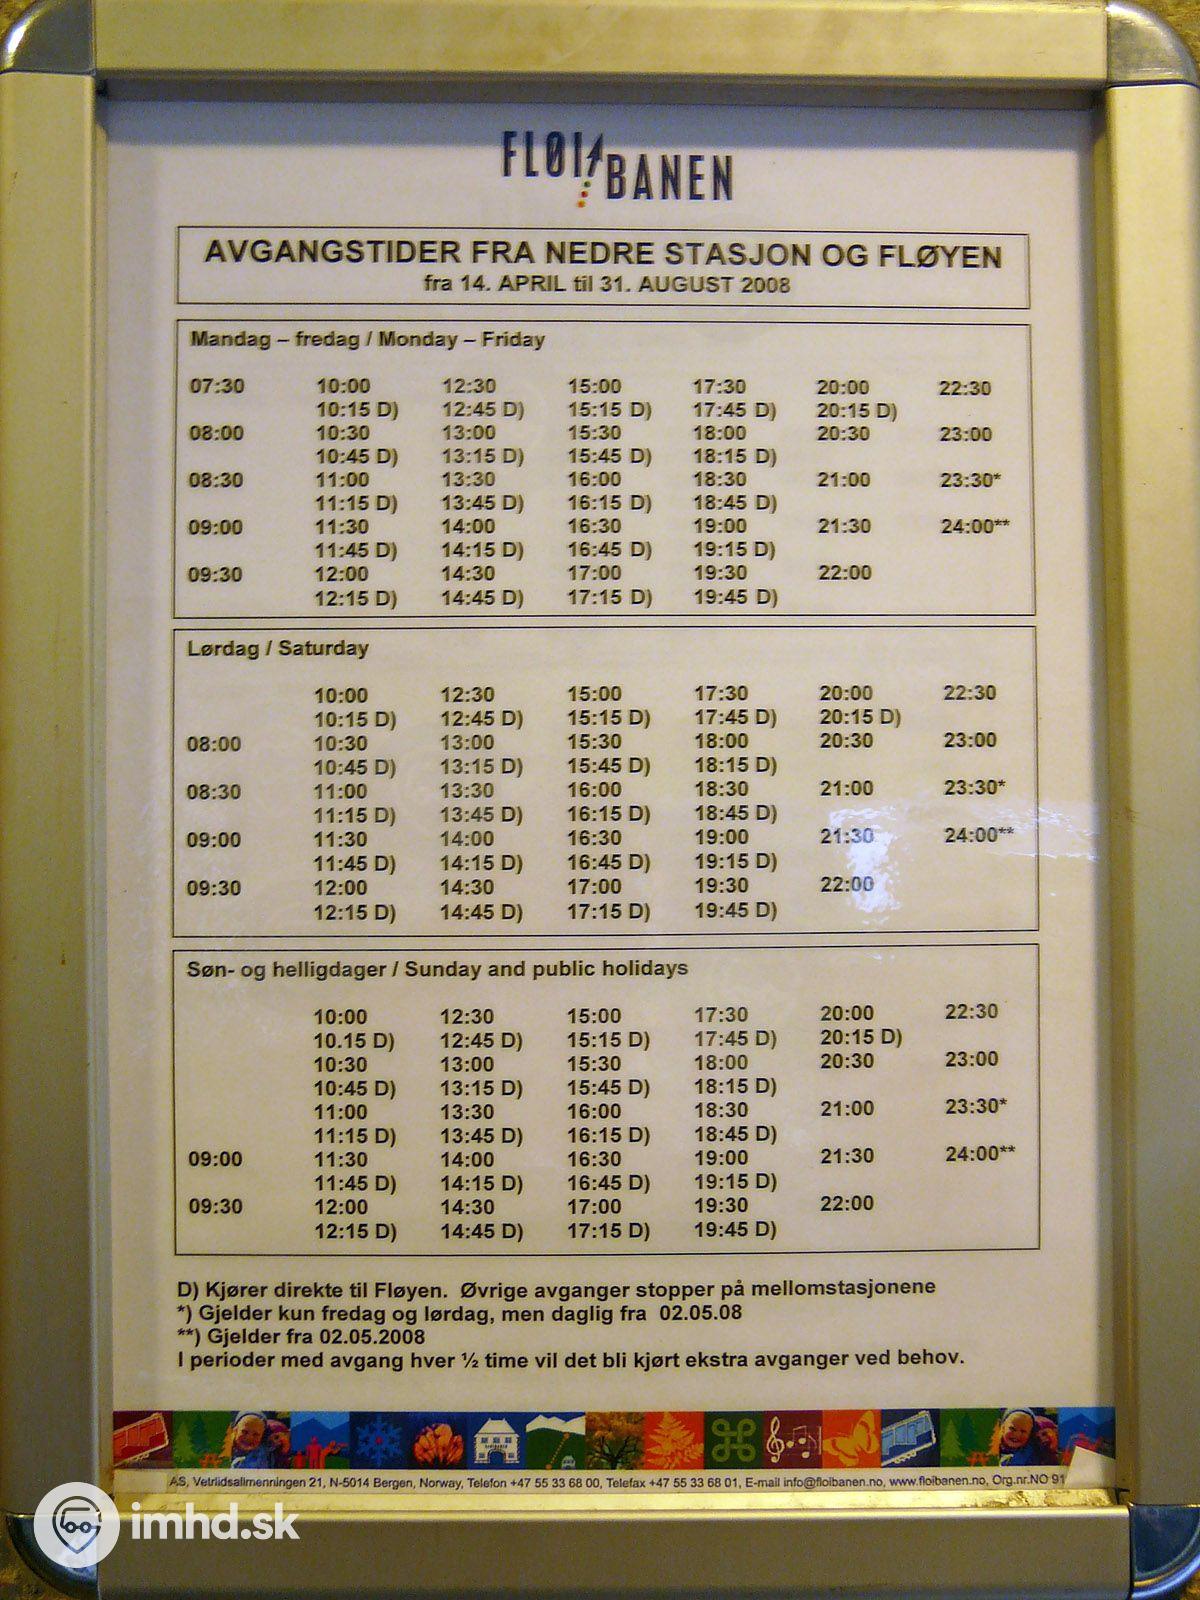 FLØIBANEN
AVGANGSTIDER FRA NEDRE STASJON OG FLØYEN
fra 14. APRIL til 31. AUGUST 2008
Mandag – fredag / Monday – Friday
07:30 10:00 12:30 15:00 17:30 20:00 22:30
10:15 D) 12:45 D) 15:15 D) 17:45 D) 20:15 D)
08:00 10:30 13:00 15:30 18:00 20:30 23:00
10:45 D) 13:15 D) 15:45 D) 18:15 D)
08:30 11:00 13:30 16:00 18:30 21:00 23:30*
11:15 D) 13:45 D) 16:15 D) 18:45 D)
09:00 11:30 14:00 16:30 19:00 21:30 24:00**
11:45 D) 14:15 D) 16:45 D) 19:15 D)
09:30 12:00 14:30 17:00 19:30 22:00
12:15 D) 14:45 D) 17:15 D) 19:45 D)
Lørdag / Saturday
10:00 12:30 15:00 17:30 20:00 22:30
10:15 D) 12:45 D) 15:15 D) 17:45 D) 20:15 D)
08:00 10:30 13:00 15:30 18:00 20:30 23:00
10:45 D) 13:15 D) 15:45 D) 18:15 D)
08:30 11:00 13:30 16:00 18:30 21:00 23:30*
11:15 D) 13:45 D) 16:15 D) 18:45 D)
09:00 11:30 14:00 16:30 19:00 21:30 24:00**
11:45 D) 14:15 D) 16:45 D) 19:15 D)
09:30 12:00 14:30 17:00 19:30 22:00
12:15 D) 14:45 D) 17:15 D) 19:45 D)
Søn- og helligdager / Sunday and public holidays
10:00 12:30 15:00 17:30 20:00 22:30
10.15 D) 12:45 D) 15:15 D) 17:45 D) 20:15 D)
10:30 13:00 15:30 18:00 20:30 23:00
10:45 D) 13:15 D) 15:45 D) 18:15 D)
11:00 13:30 16:00 18:30 21:00 23:30*
11:15 D) 13:45 D) 16:15 D) 18:45 D)
09:00 11:30 14:00 16:30 19:00 21:30 24:00**
11:45 D) 14:15 D) 16:45 D) 19:15 D)
09:30 12:00 14:30 17:00 19:30 22:00
12:15 D) 14:45 D) 17:15 D) 19:45 D)
D) Kjører direkte til Fløyen. Øvrige avganger stopper på mellomstasjonene
*) Gjelder kun fredag og lørdag, men daglig fra 02.05.08
**) Gjelder fra 02.05.2008
I perioder med avgang hver ½ time vil det bli kjørt ekstra avganger ved behov.
AS, Vetrlidsallmenningen 21, N-5014 Bergen, Norway, Telefon +47 55 33 68 00, Telefax +47 55 33 68 01, E-mail info@floibanen.no, www.floibanen.no, Org.nr.NO 91
imhd.sk